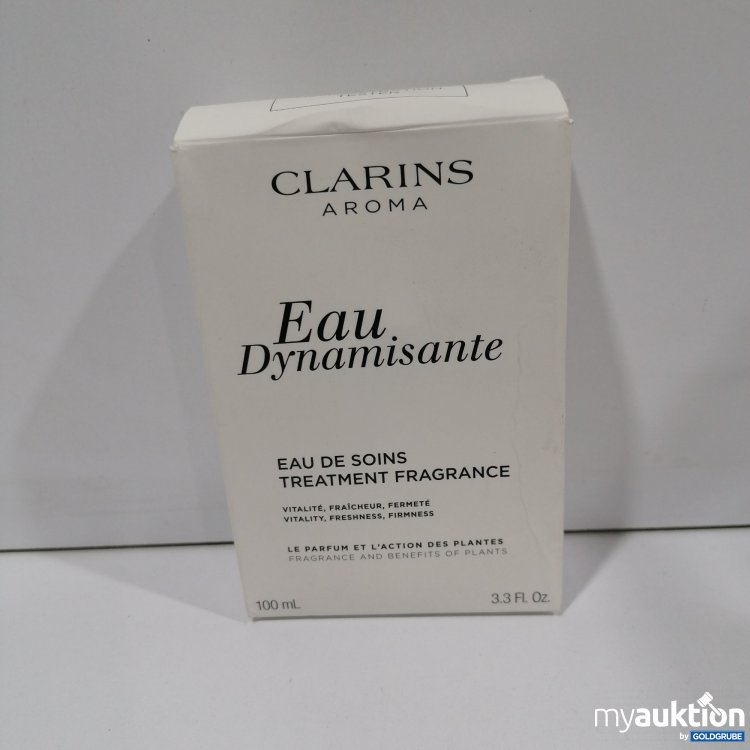 CLARINS
AROMA
Eau
Dynamisante
EAU DE SOINS
TREATMENT FRAGRANCE
VITALITÉ, FRAÎCHEUR, FERMETÉ
VITALITY, FRESHNESS, FIRMNESS
LE PARFUM ET L'ACTION DES PLANTES
FRAGRANCE AND BENEFITS OF PLANTS
100 mL 3.3 Fl. Oz.
myauktion
by GOLDGRUBE